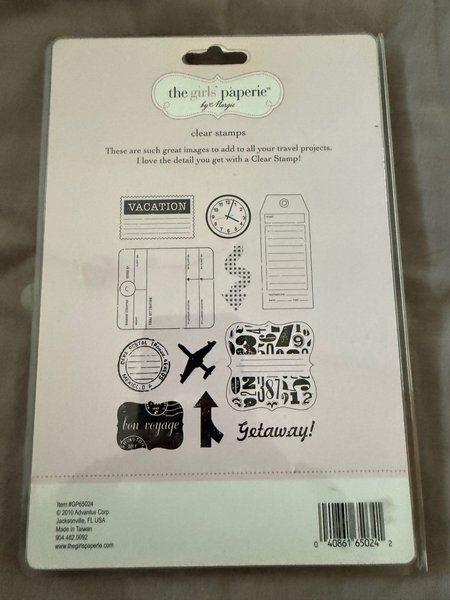 the girls' paperie™
by Margie
clear stamps
These are such great images to add to all your travel projects.
I love the detail you get with a Clear Stamp!
VACATION
bon voyage
Getaway!
Item #GP65024
© 2010 Advantus Corp.
Jacksonville, FL USA
Made in Taiwan
904.482.0092
www.thegirlspaperie.com
0 40861 65024 2